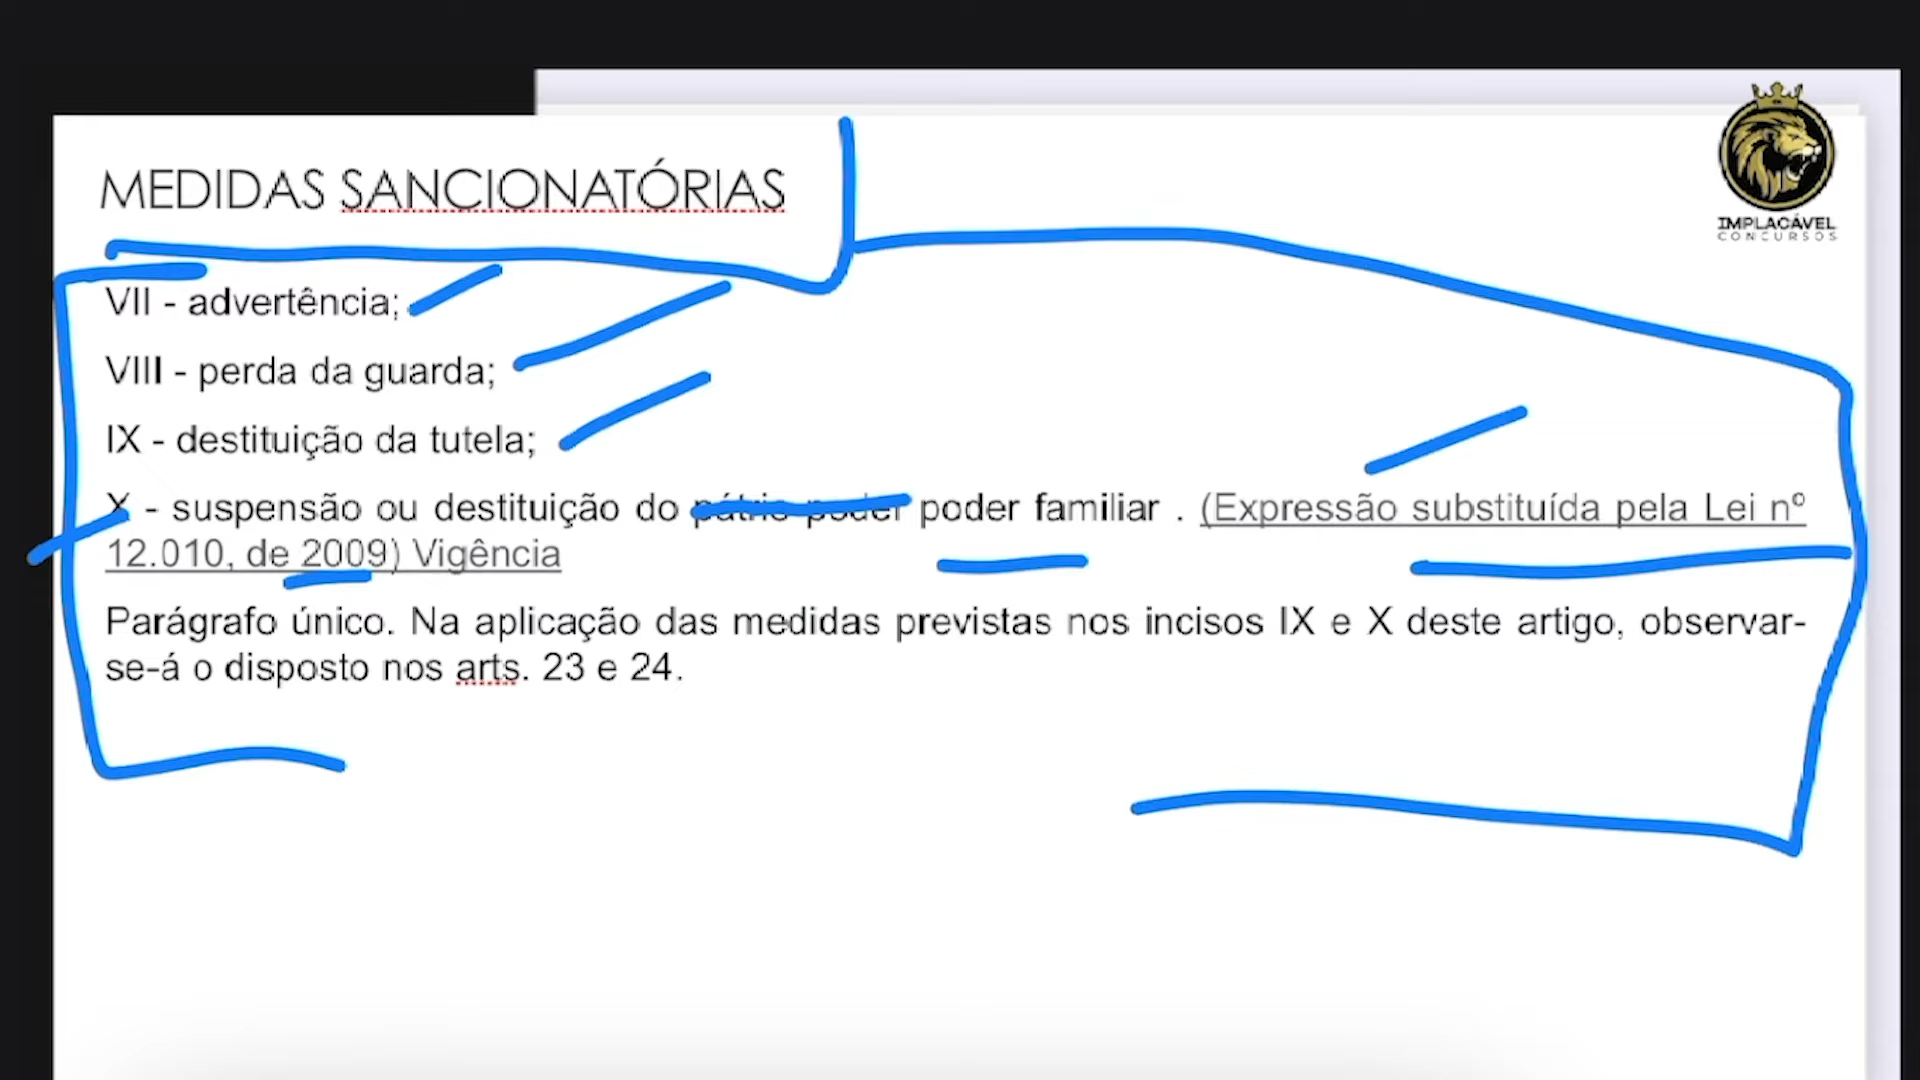 MEDIDAS SANCIONATÓRIAS
IMPLACÁVEL
CONCURSOS
VII - advertência;
VIII - perda da guarda;
IX - destituição da tutela;
X - suspensão ou destituição do pátrio poder poder familiar . (Expressão substituída pela Lei nº
12.010, de 2009) Vigência
Parágrafo único. Na aplicação das medidas previstas nos incisos IX e X deste artigo, observar-
se-á o disposto nos arts. 23 e 24.